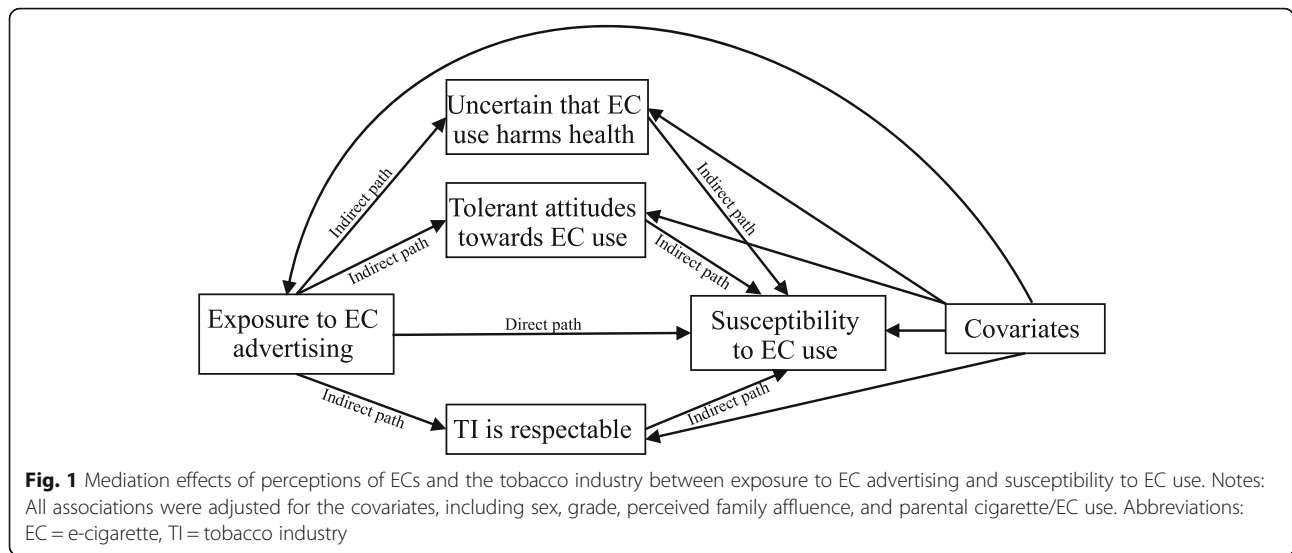 Uncertain that EC
use harms health
Indirect path
Indirect path
Tolerant attitudes
towards EC use
Indirect path
Indirect path
Exposure to EC
advertising
Direct path
Susceptibility
to EC use
Covariates
Indirect path
TI is respectable
Indirect path
Fig. 1 Mediation effects of perceptions of ECs and the tobacco industry between exposure to EC advertising and susceptibility to EC use. Notes:
All associations were adjusted for the covariates, including sex, grade, perceived family affluence, and parental cigarette/EC use. Abbreviations:
EC = e-cigarette, TI = tobacco industry